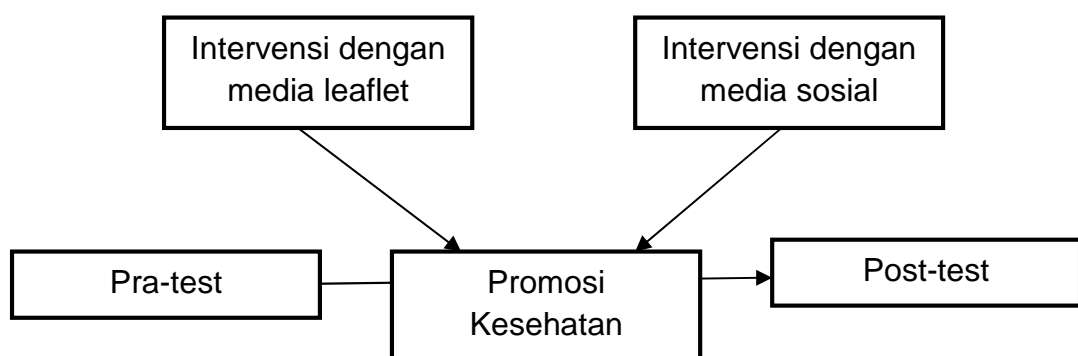 Intervensi dengan
media leaflet
Intervensi dengan
media sosial
Pra-test
Promosi
Kesehatan
Post-test